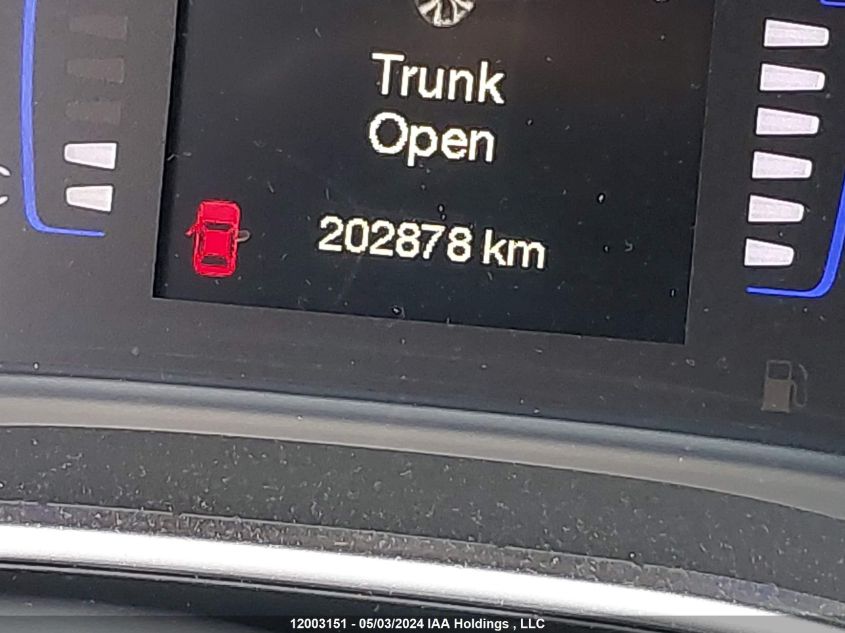 Trunk
Open
202878 km
12003151 - 05/03/2024 IAA Holdings , LLC